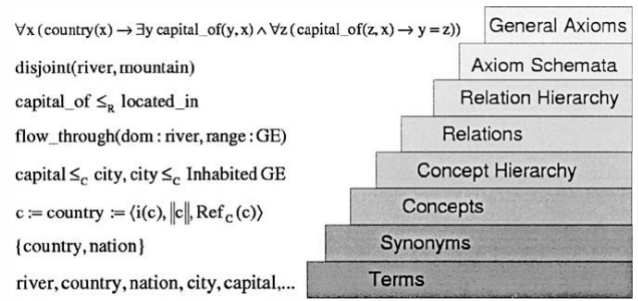 ∀x (country(x) → ∃y capital_of(y,x) ∧ ∀z (capital_of(z,x) → y = z)) General Axioms
disjoint(river, mountain) Axiom Schemata
capital_of ≤R located_in Relation Hierarchy
flow_through(dom : river, range : GE) Relations
capital ≤C city, city ≤C Inhabited GE Concept Hierarchy
c := country := ⟨i(c), ‖c‖, RefC(c)⟩ Concepts
{country, nation} Synonyms
river, country, nation, city, capital,... Terms